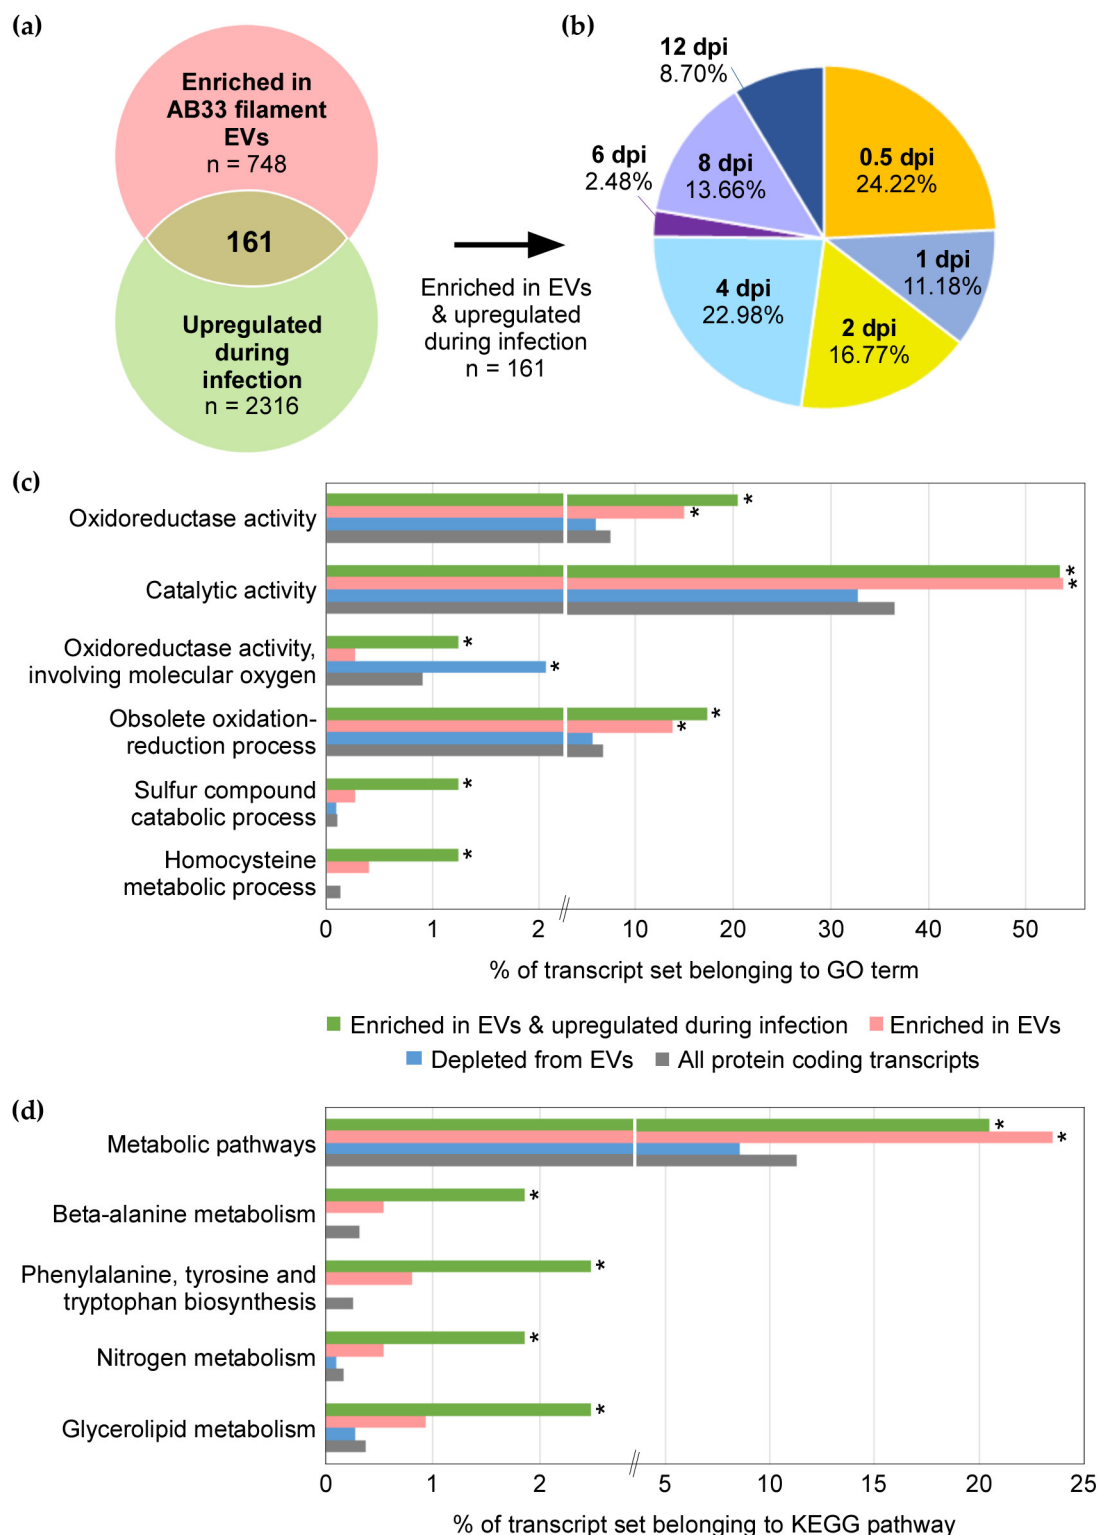 (a)
Enriched in
AB33 filament
EVs
n = 748
161
Upregulated
during
infection
n = 2316
Enriched in EVs
& upregulated
during infection
n = 161
(b)
12 dpi
8.70%
0.5 dpi
24.22%
6 dpi
2.48%
8 dpi
13.66%
1 dpi
11.18%
4 dpi
22.98%
2 dpi
16.77%
(c)
Oxidoreductase activity
* *
Catalytic activity
* *
Oxidoreductase activity,
involving molecular oxygen
* *
Obsolete oxidation-
reduction process
* *
Sulfur compound
catabolic process
*
Homocysteine
metabolic process
*
0 1 2 // 10 20 30 40 50
% of transcript set belonging to GO term
Enriched in EVs & upregulated during infection Enriched in EVs
Depleted from EVs All protein coding transcripts
(d)
Metabolic pathways
* *
Beta-alanine metabolism
*
Phenylalanine, tyrosine and
tryptophan biosynthesis
*
Nitrogen metabolism
*
Glycerolipid metabolism
*
0 1 2 // 5 10 15 20 25
% of transcript set belonging to KEGG pathway